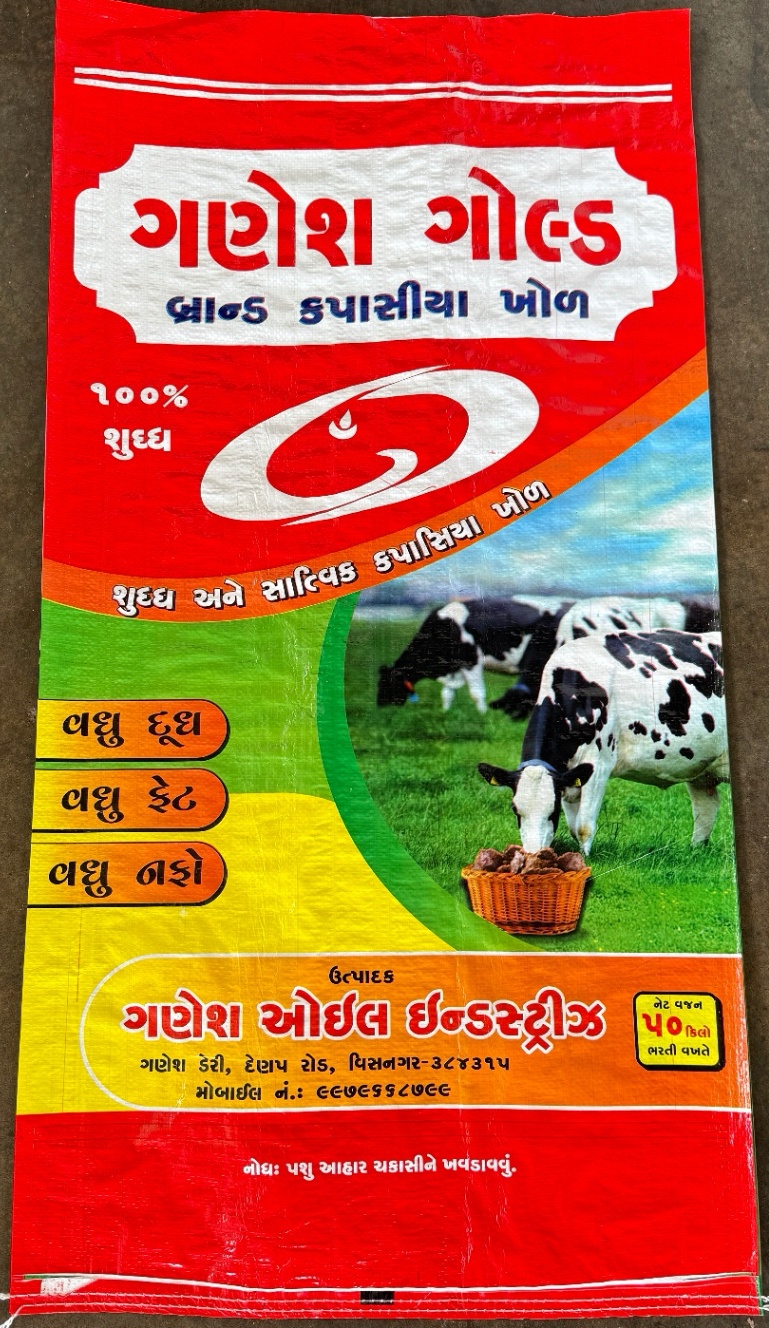 ગણેશ ગોલ્ડ
બ્રાન્ડ કપાસીયા ખોળ
૧૦૦%
શુધ્ધ
શુધ્ધ અને સાત્વિક કપાસિયા ખોળ
વધુ દૂધ
વધુ ફેટ
વધુ નફો
ઉત્પાદક
ગણેશ ઓઈલ ઈન્ડસ્ટ્રીઝ
ગણેશ ડેરી, દેણપ રોડ, વિસનગર-૩૮૪૩૧૫
મોબાઈલ નં.: ૯૯૭૯૬૬૮૭૯૯
નેટ વજન
૫૦ કિલો
ભરતી વખતે
નોધઃ પશુ આહાર ચકાસીને ખવડાવવું.